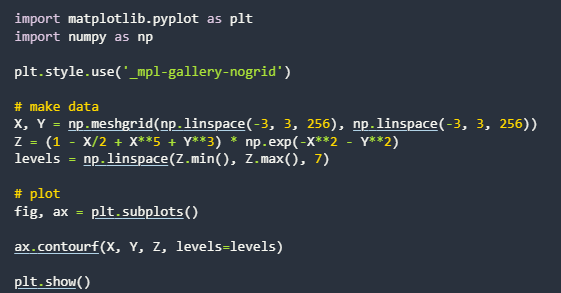 import matplotlib.pyplot as plt
import numpy as np
plt.style.use('_mpl-gallery-nogrid')
# make data
X, Y = np.meshgrid(np.linspace(-3, 3, 256), np.linspace(-3, 3, 256))
Z = (1 - X/2 + X**5 + Y**3) * np.exp(-X**2 - Y**2)
levels = np.linspace(Z.min(), Z.max(), 7)
# plot
fig, ax = plt.subplots()
ax.contourf(X, Y, Z, levels=levels)
plt.show()